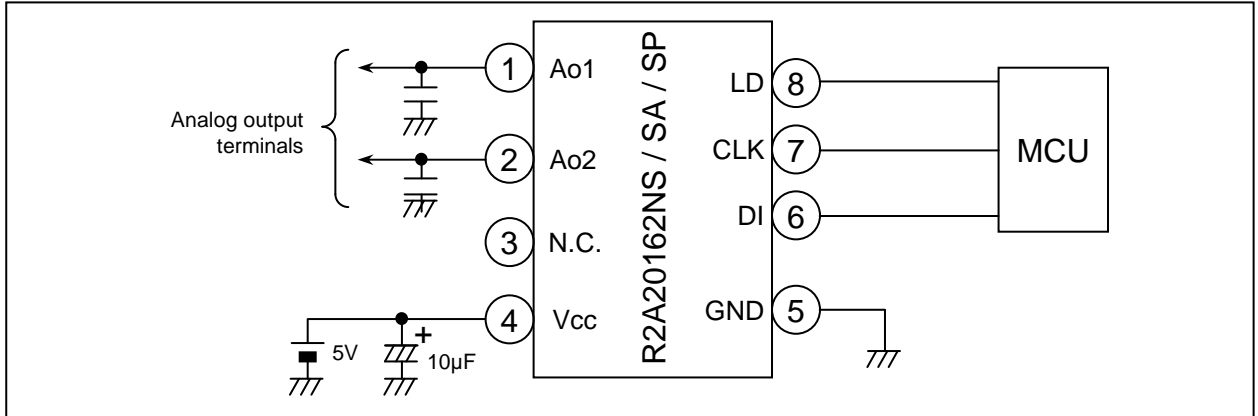 Analog output
terminals
1
Ao1
2
Ao2
3
N.C.
4
Vcc
5V
+
10µF
R2A20162NS / SA / SP
LD
8
CLK
7
DI
6
GND
5
MCU